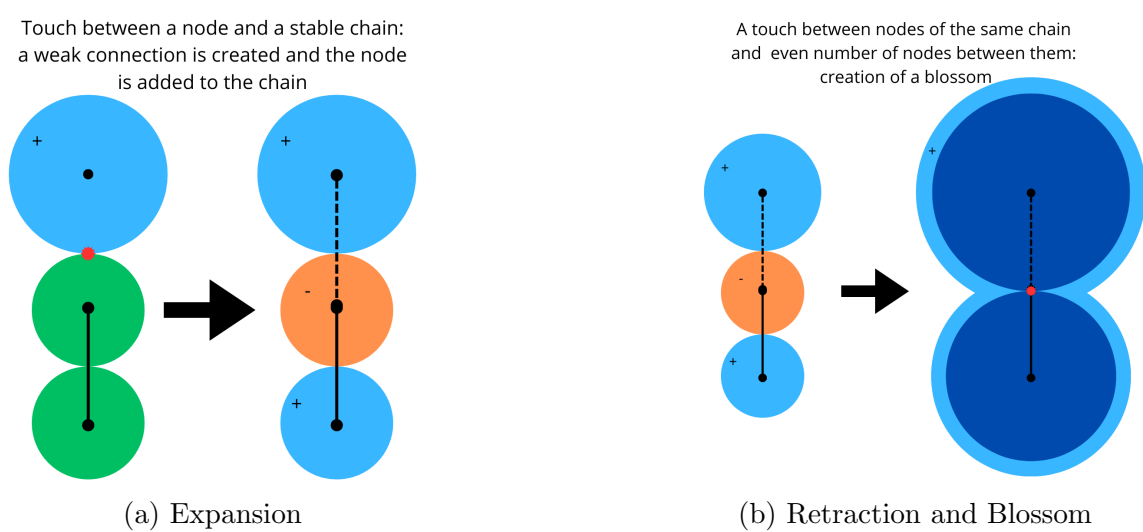 Touch between a node and a stable chain:
a weak connection is created and the node
is added to the chain
+
+
-
+
(a) Expansion
A touch between nodes of the same chain
and even number of nodes between them:
creation of a blossom
+
-
+
+
(b) Retraction and Blossom